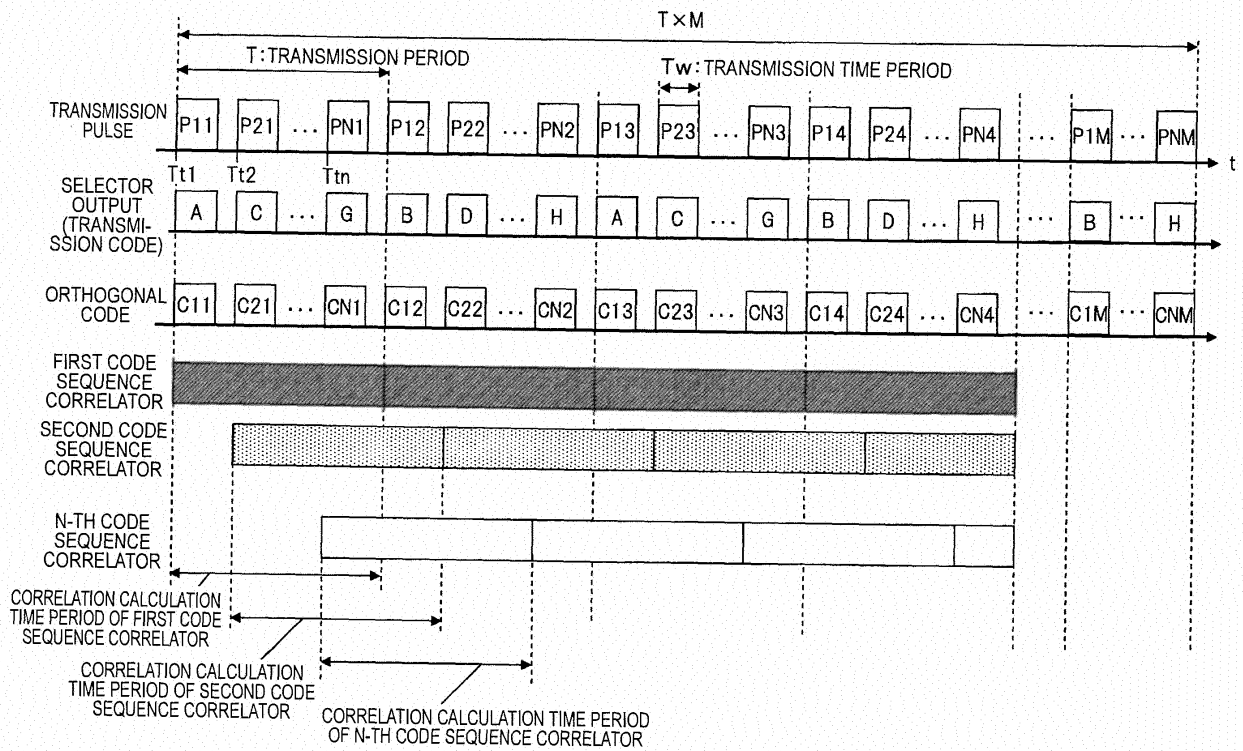 T×M
T:TRANSMISSION PERIOD
Tw:TRANSMISSION TIME PERIOD
TRANSMISSION
PULSE
P11 P21 ... PN1 P12 P22 ... PN2 P13 P23 ... PN3 P14 P24 ... PN4 ... P1M ... PNM
t
Tt1 Tt2 Ttn
SELECTOR
OUTPUT
(TRANSMI-
SSION CODE)
A C ... G B D ... H A C ... G B D ... H ... B ... H
ORTHOGONAL
CODE
C11 C21 ... CN1 C12 C22 ... CN2 C13 C23 ... CN3 C14 C24 ... CN4 ... C1M ... CNM
FIRST CODE
SEQUENCE
CORRELATOR
SECOND CODE
SEQUENCE
CORRELATOR
N-TH CODE
SEQUENCE
CORRELATOR
CORRELATION CALCULATION
TIME PERIOD OF FIRST CODE
SEQUENCE CORRELATOR
CORRELATION CALCULATION
TIME PERIOD OF SECOND CODE
SEQUENCE CORRELATOR
CORRELATION CALCULATION TIME PERIOD
OF N-TH CODE SEQUENCE CORRELATOR